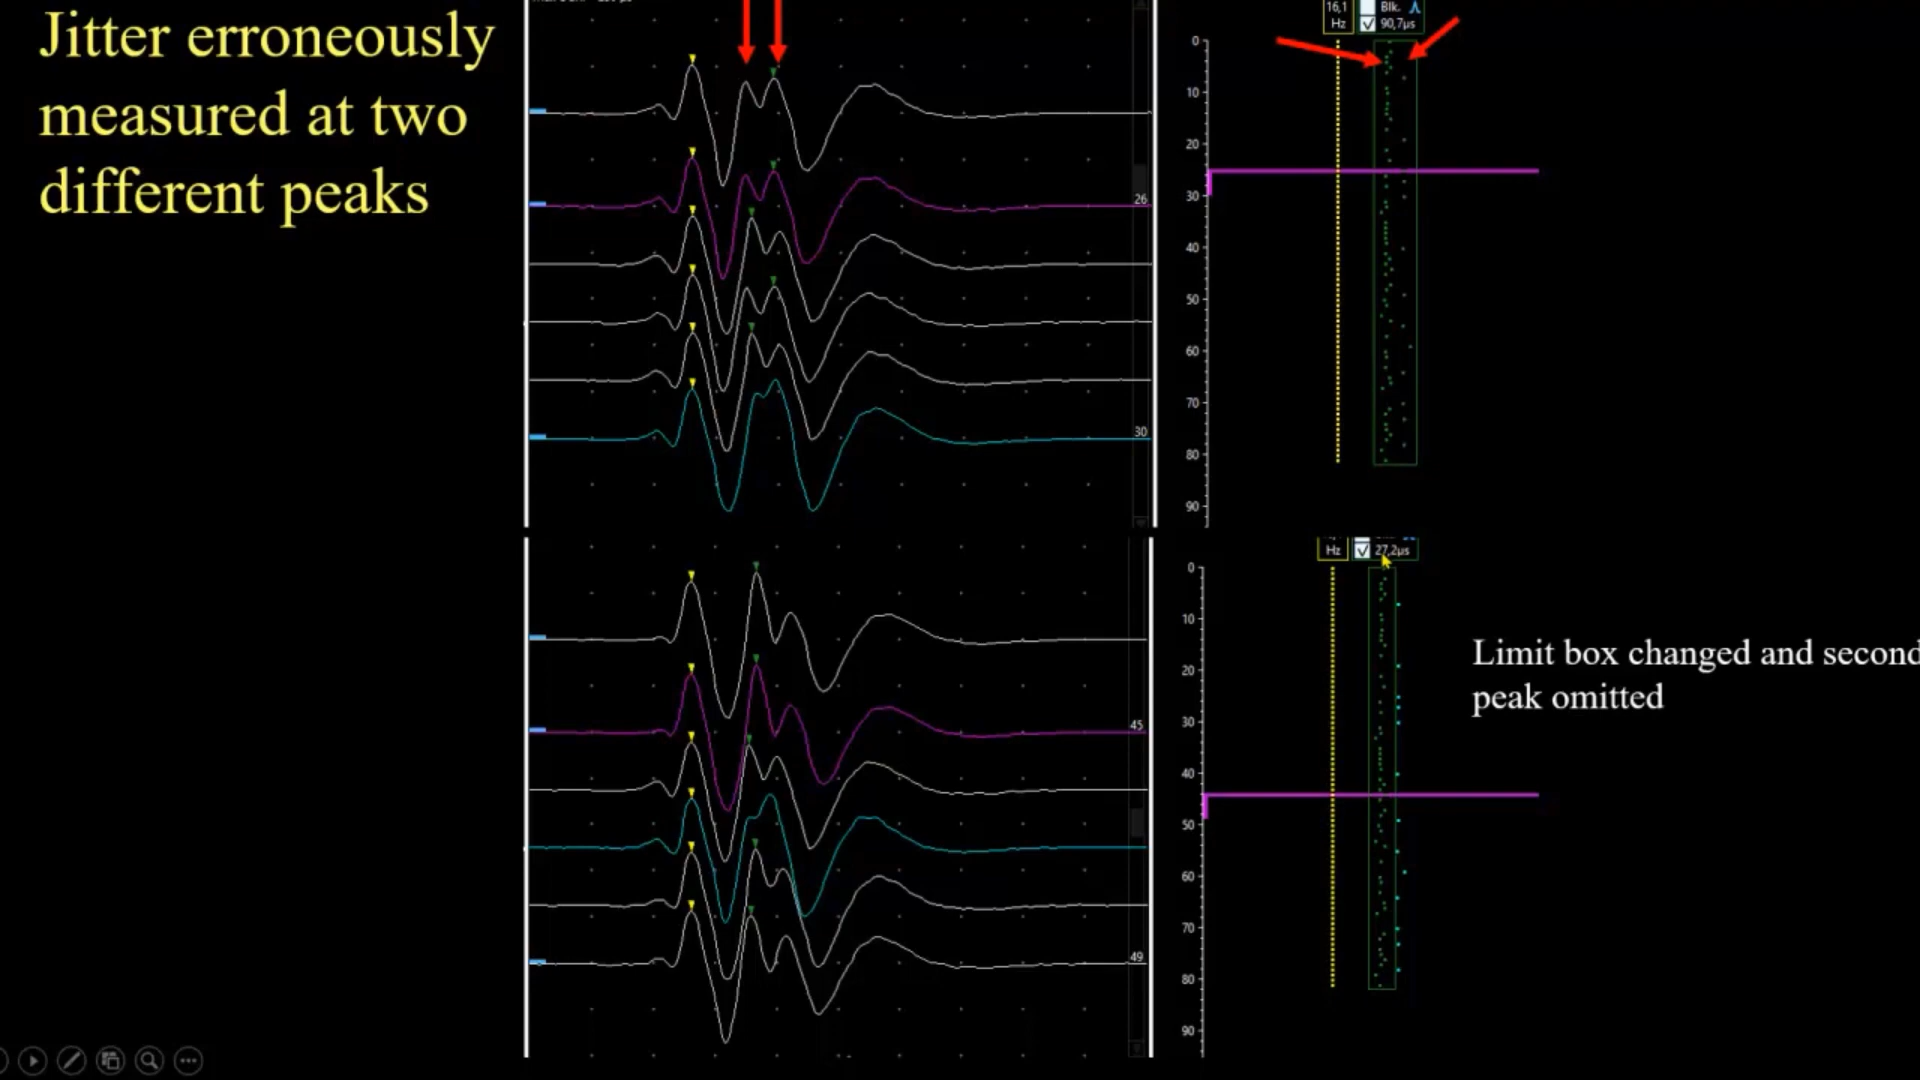 Jitter erroneously
measured at two
different peaks
26
30
16,1
Hz
Blk.
90,7µs
0
10
20
30
40
50
60
70
80
90
45
49
Hz
27,2µs
0
10
20
30
40
50
60
70
80
90
Limit box changed and second
peak omitted